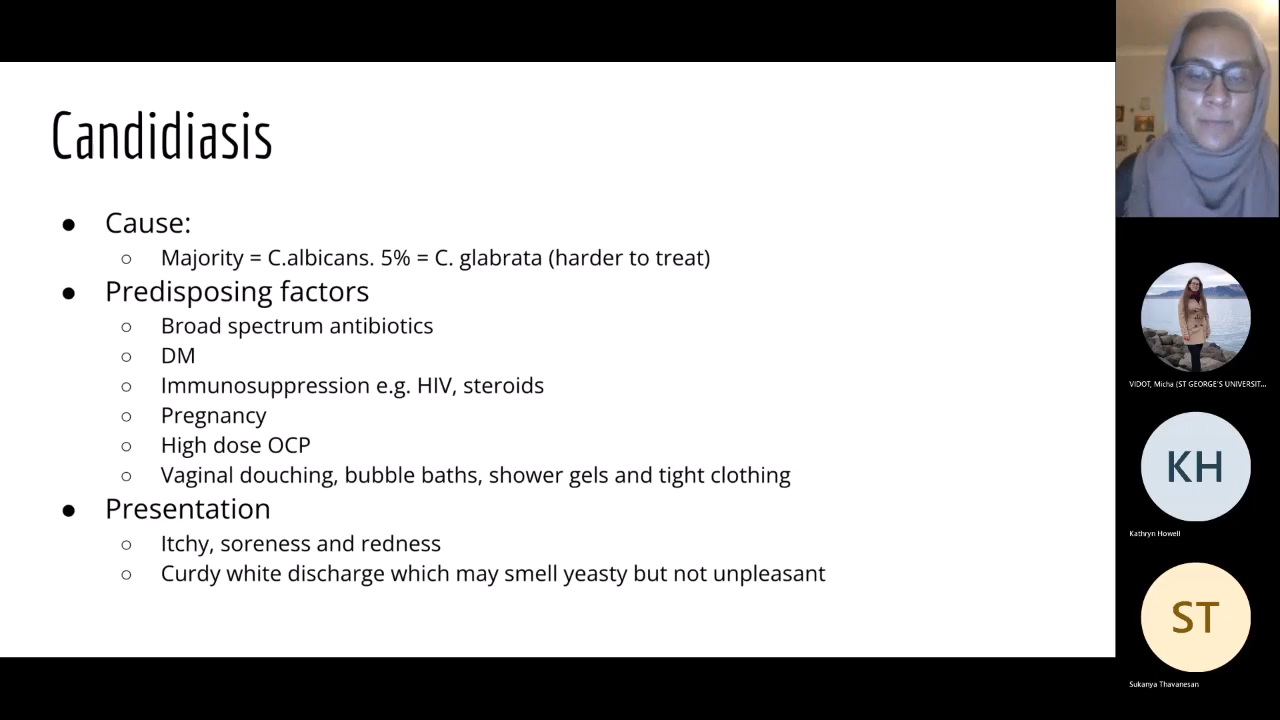 Candidiasis
● Cause:
○ Majority = C.albicans. 5% = C. glabrata (harder to treat)
● Predisposing factors
○ Broad spectrum antibiotics
○ DM
○ Immunosuppression e.g. HIV, steroids
○ Pregnancy
○ High dose OCP
○ Vaginal douching, bubble baths, shower gels and tight clothing
● Presentation
○ Itchy, soreness and redness
○ Curdy white discharge which may smell yeasty but not unpleasant
VIDOT, Micha (ST GEORGE'S UNIVERSIT...
KH
Kathryn Howell
ST
Sukanya Thavanesan